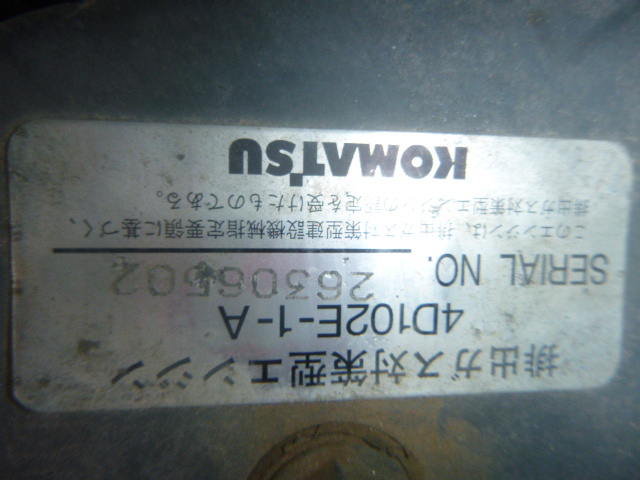 排出ガス対策型エンジン
4D102E-1-A
SERIAL NO. 26306502
このエンジンは、排出ガス対策型建設機械指定要領に基づく、
排出ガス対策型エンジンの認定を受けたものである。
KOMATSU